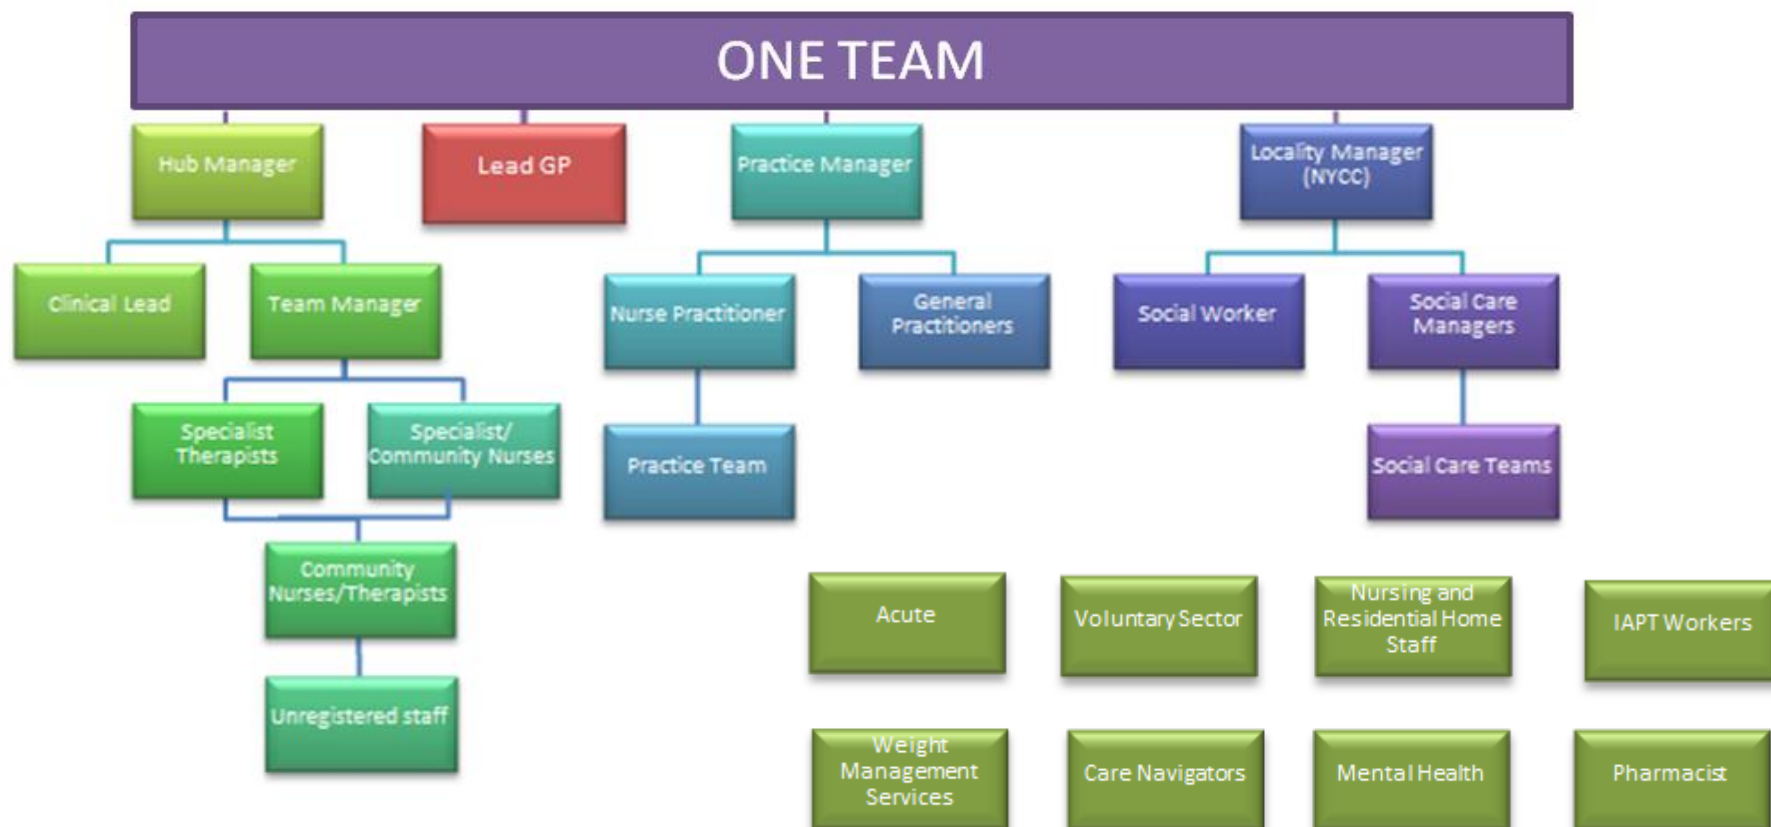 ONE TEAM
Hub Manager
Lead GP
Practice Manager
Locality Manager
(NYCC)
Clinical Lead
Team Manager
Nurse Practitioner
General
Practitioners
Social Worker
Social Care
Managers
Specialist
Therapists
Specialist/
Community Nurses
Practice Team
Social Care Teams
Community
Nurses/Therapists
Unregistered staff
Acute
Voluntary Sector
Nursing and
Residential Home
Staff
IAPT Workers
Weight
Management
Services
Care Navigators
Mental Health
Pharmacist